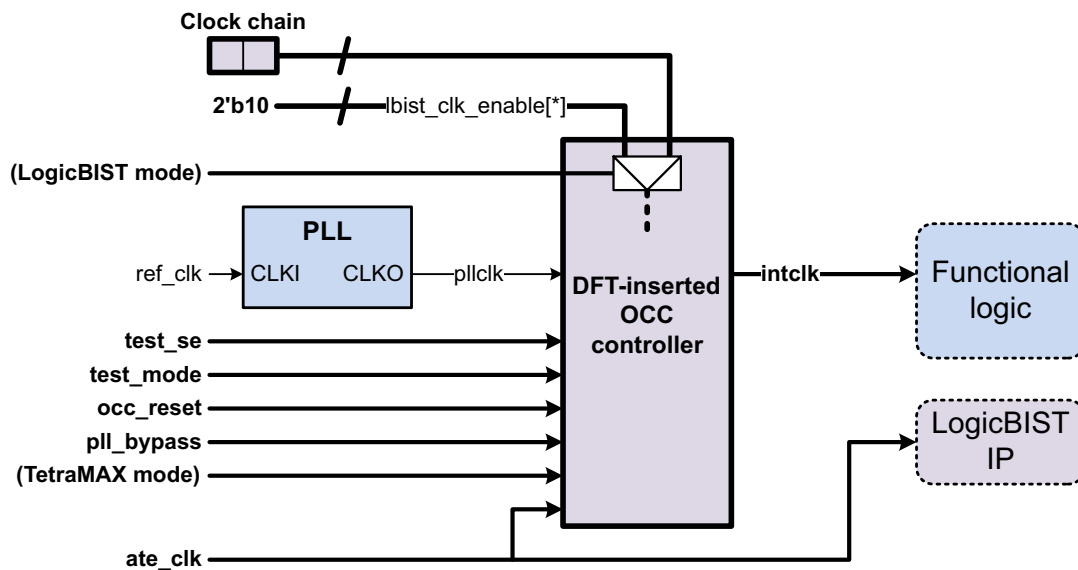 Clock chain
2'b10
lbist_clk_enable[*]
(LogicBIST mode)
PLL
ref_clk
CLKI
CLKO
pllclk
DFT-inserted
OCC
controller
intclk
Functional
logic
test_se
test_mode
occ_reset
pll_bypass
(TetraMAX mode)
LogicBIST
IP
ate_clk